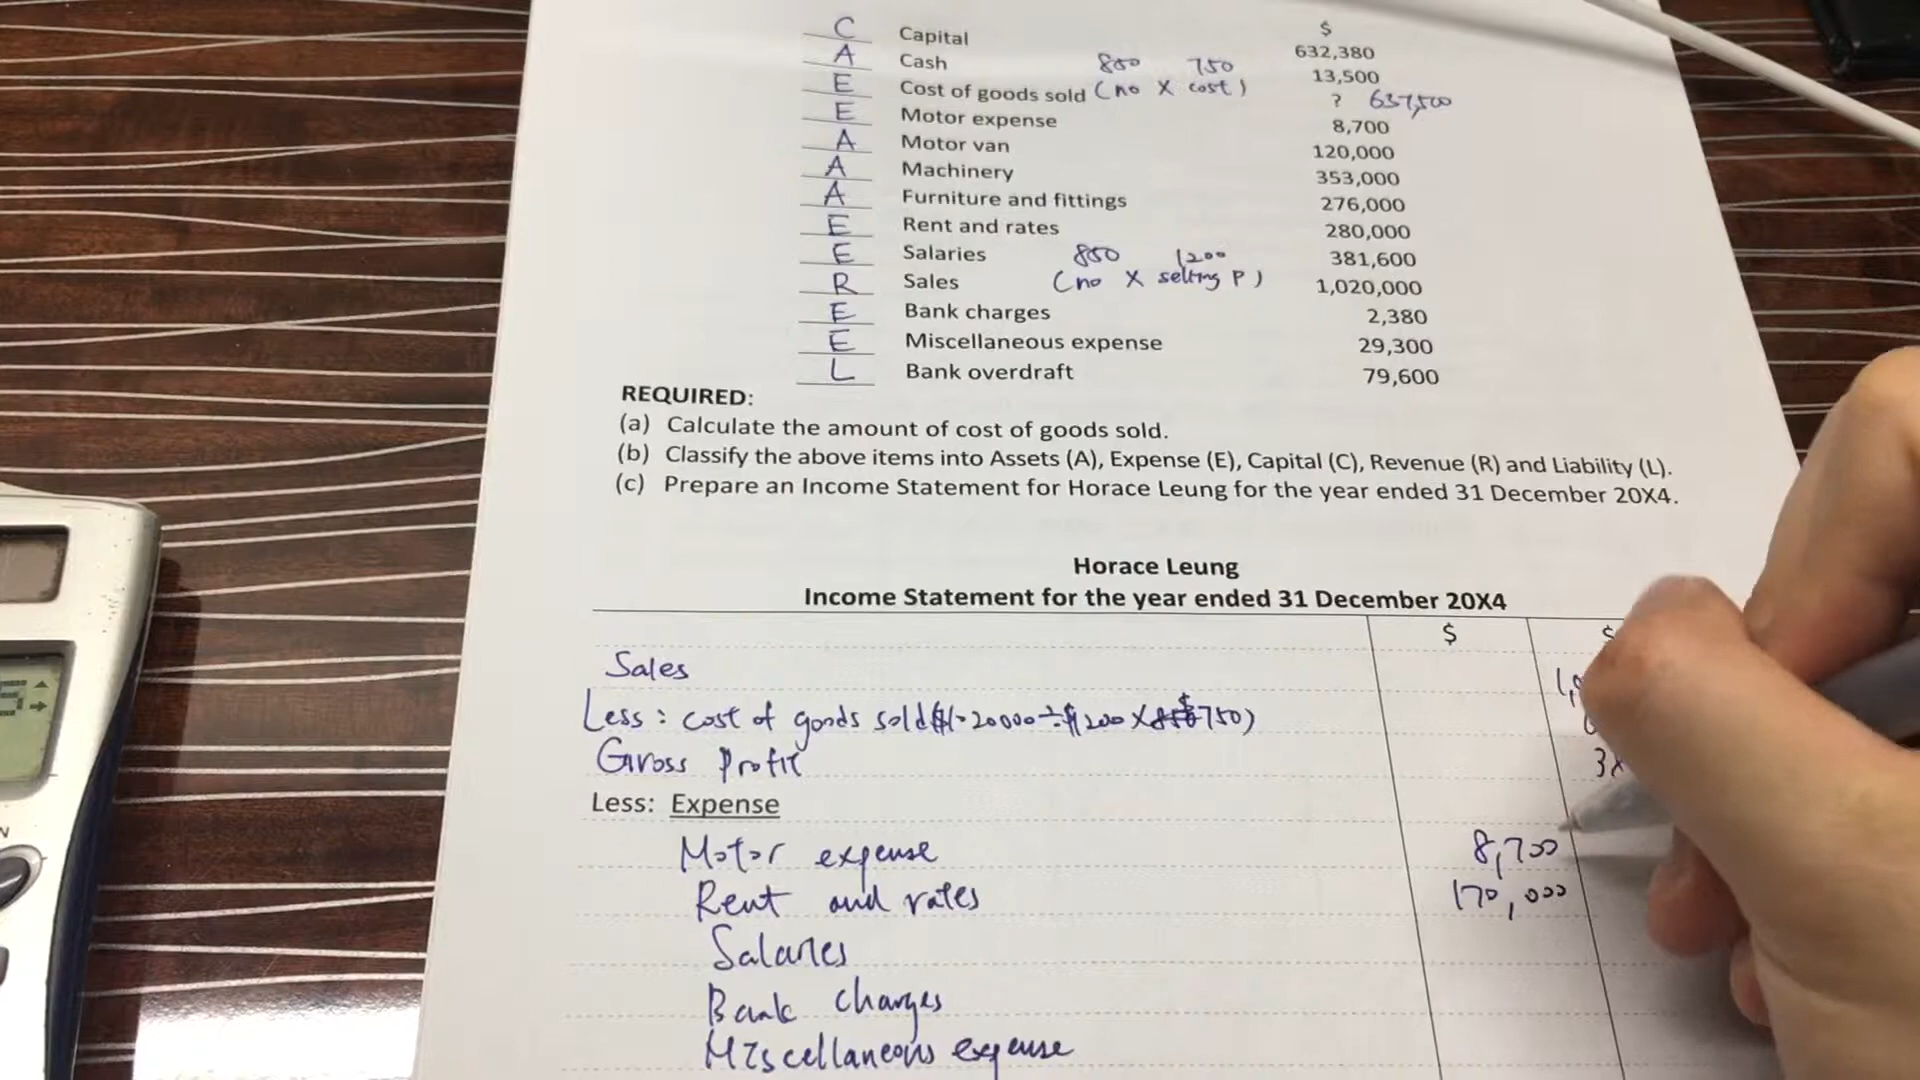 $
C Capital 632,380
A Cash 850 750 13,500
E Cost of goods sold (no X cost) ? 637,500
E Motor expense 8,700
A Motor van 120,000
A Machinery 353,000
A Furniture and fittings 276,000
E Rent and rates 280,000
E Salaries 850 1200 381,600
R Sales (no X selling P) 1,020,000
E Bank charges 2,380
E Miscellaneous expense 29,300
L Bank overdraft 79,600
REQUIRED:
(a) Calculate the amount of cost of goods sold.
(b) Classify the above items into Assets (A), Expense (E), Capital (C), Revenue (R) and Liability (L).
(c) Prepare an Income Statement for Horace Leung for the year ended 31 December 20X4.
Horace Leung
Income Statement for the year ended 31 December 20X4
$ $
Sales
Less: cost of goods sold ($1020000÷$1200X $750)
Gross Profit
Less: Expense
Motor expense 8,700
Rent and rates 170,000
Salaries
Bank charges
Miscellaneous expense